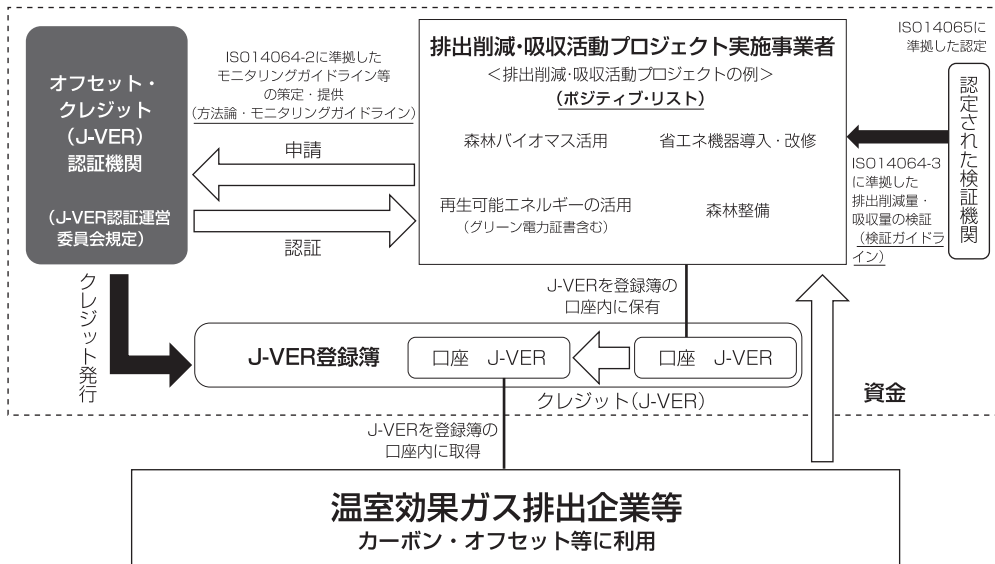 オフセット・
クレジット
(J-VER)
認証機関
(J-VER認証運営
委員会規定)
ISO14064-2に準拠した
モニタリングガイドライン等
の策定・提供
(方法論・モニタリングガイドライン)
申請
認証
排出削減・吸収活動プロジェクト実施事業者
＜排出削減・吸収活動プロジェクトの例＞
(ポジティブ・リスト)
森林バイオマス活用
省エネ機器導入・改修
再生可能エネルギーの活用
(グリーン電力証書含む)
森林整備
ISO14065に
準拠した認定
認定された検証機関
ISO14064-3
に準拠した
排出削減量・
吸収量の検証
(検証ガイドラ
イン)
クレジット発行
J-VERを登録簿の
口座内に保有
J-VER登録簿
口座　J-VER
口座　J-VER
クレジット(J-VER)
資金
J-VERを登録簿の
口座内に取得
温室効果ガス排出企業等
カーボン・オフセット等に利用